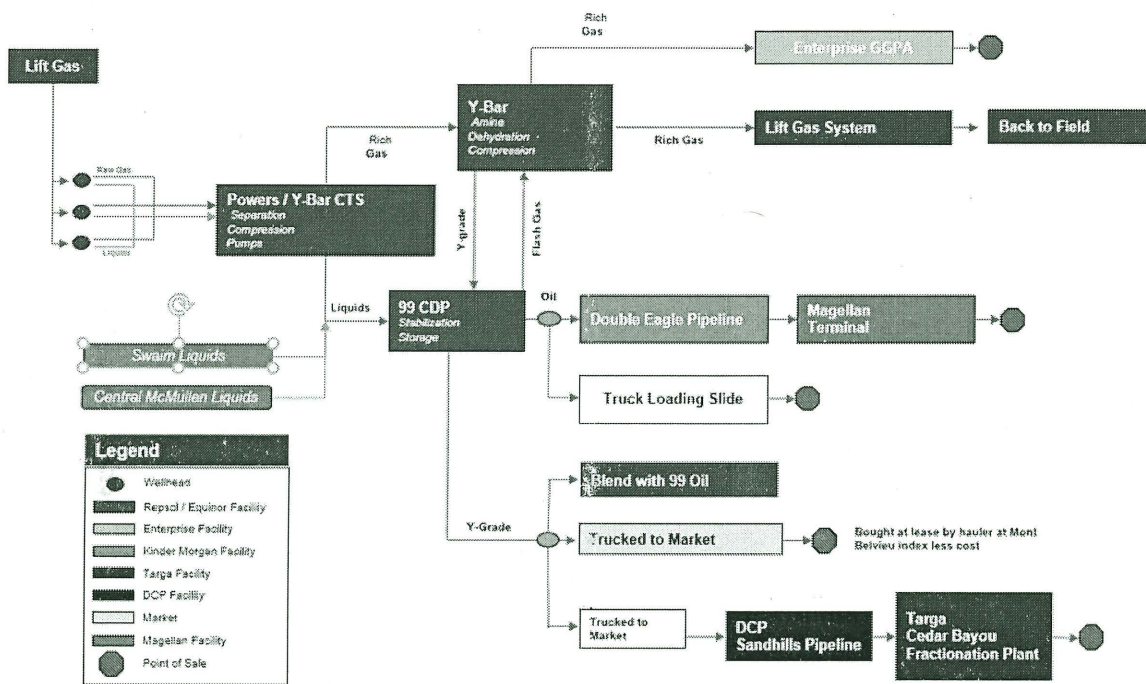 Rich
Gas
Enterprise GGPA
Lift Gas
Y-Bar
Amine
Dehydration
Compression
Rich
Gas
Rich Gas
Lift Gas System
Back to Field
Raw Gas
Liquids
Powers / Y-Bar CTS
Separation
Compression
Pumps
Y-grade
Flash Gas
Liquids
99 CDP
Stabilization
Storage
Oil
Double Eagle Pipeline
Magellan
Terminal
Swaim Liquids
Central McMullen Liquids
Truck Loading Slide
Legend
Wellhead
Repsol / Equinor Facility
Enterprise Facility
Kinder Morgan Facility
Targa Facility
DCP Facility
Market
Magellan Facility
Point of Sale
Y-Grade
Blend with 99 Oil
Trucked to Market
Bought at lease by hauler at Mont
Belvieu index less cost
Trucked to
Market
DCP
Sandhills Pipeline
Targa
Cedar Bayou
Fractionation Plant